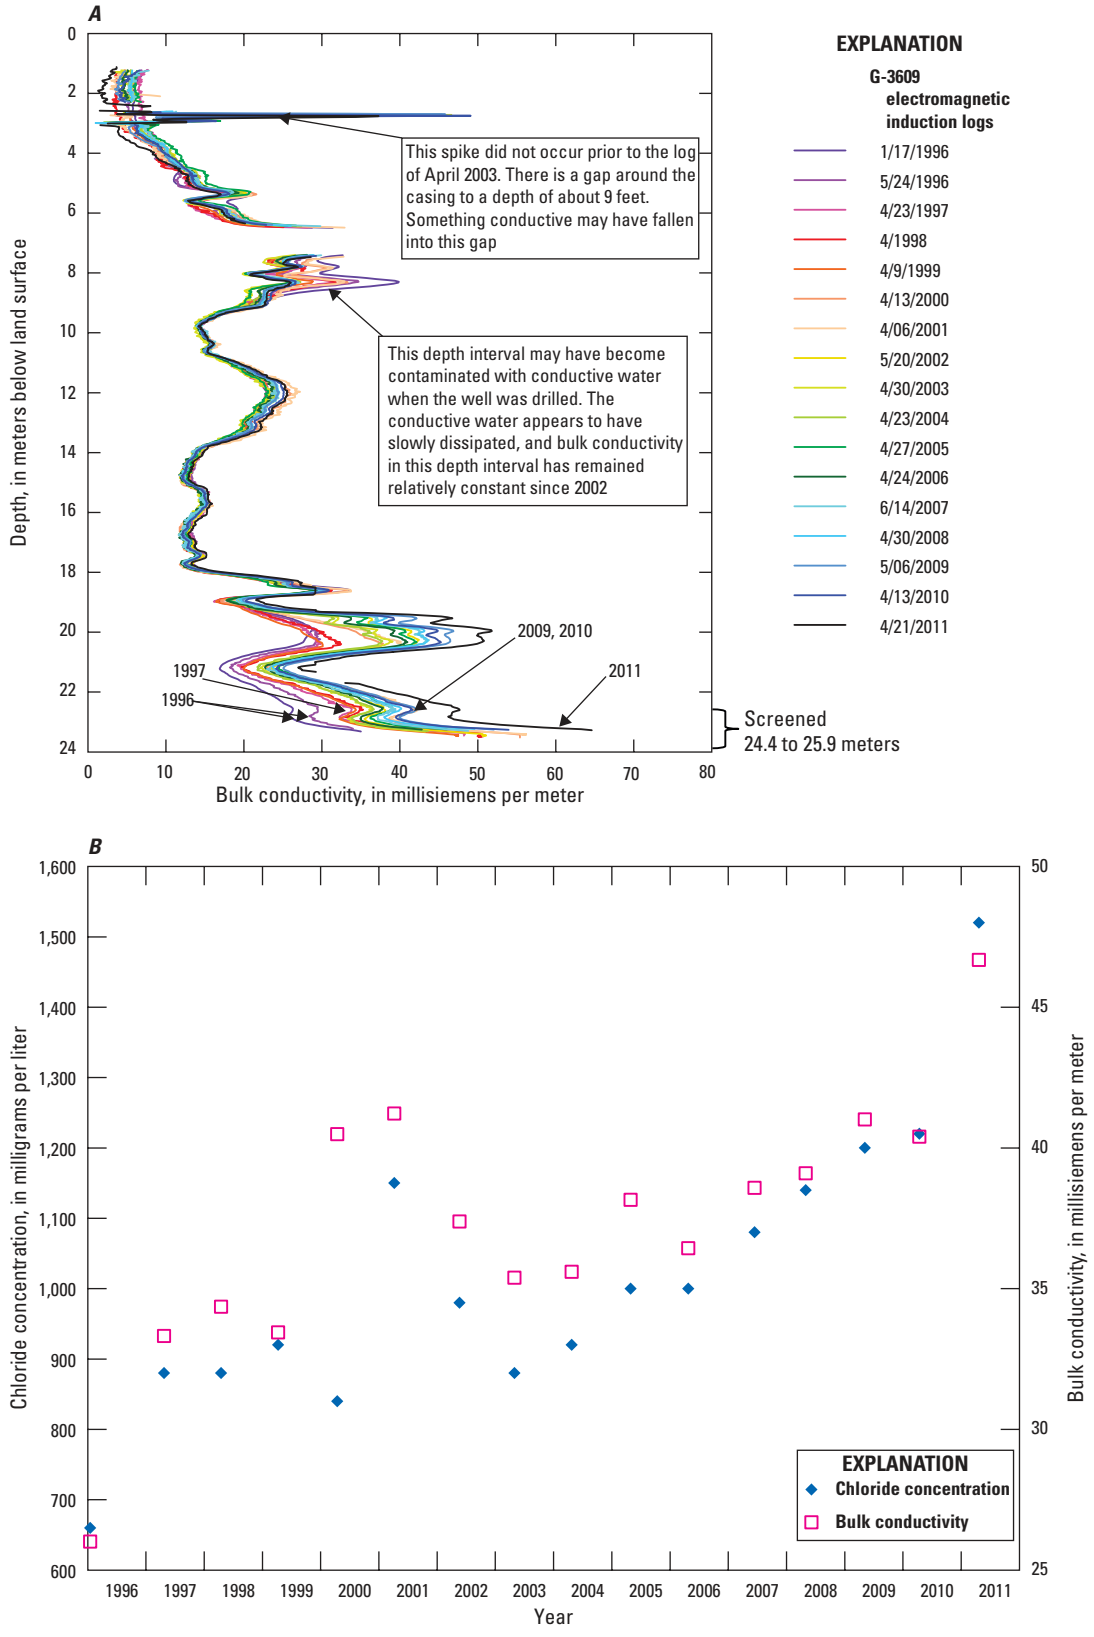 A
0
2
4
6
8
10
12
14
16
18
20
22
24
Depth, in meters below land surface
0
10
20
30
40
50
60
70
80
Bulk conductivity, in millisiemens per meter
This spike did not occur prior to the log
of April 2003. There is a gap around the
casing to a depth of about 9 feet.
Something conductive may have fallen
into this gap
This depth interval may have become
contaminated with conductive water
when the well was drilled. The
conductive water appears to have
slowly dissipated, and bulk conductivity
in this depth interval has remained
relatively constant since 2002
2009, 2010
2011
1997
1996
Screened
24.4 to 25.9 meters
EXPLANATION
G-3609
electromagnetic
induction logs
1/17/1996
5/24/1996
4/23/1997
4/1998
4/9/1999
4/13/2000
4/06/2001
5/20/2002
4/30/2003
4/23/2004
4/27/2005
4/24/2006
6/14/2007
4/30/2008
5/06/2009
4/13/2010
4/21/2011
B
1,600
1,500
1,400
1,300
1,200
1,100
1,000
900
800
700
600
Chloride concentration, in milligrams per liter
50
45
40
35
30
25
Bulk conductivity, in millisiemens per meter
EXPLANATION
Chloride concentration
Bulk conductivity
1996
1997
1998
1999
2000
2001
2002
2003
2004
2005
2006
2007
2008
2009
2010
2011
Year